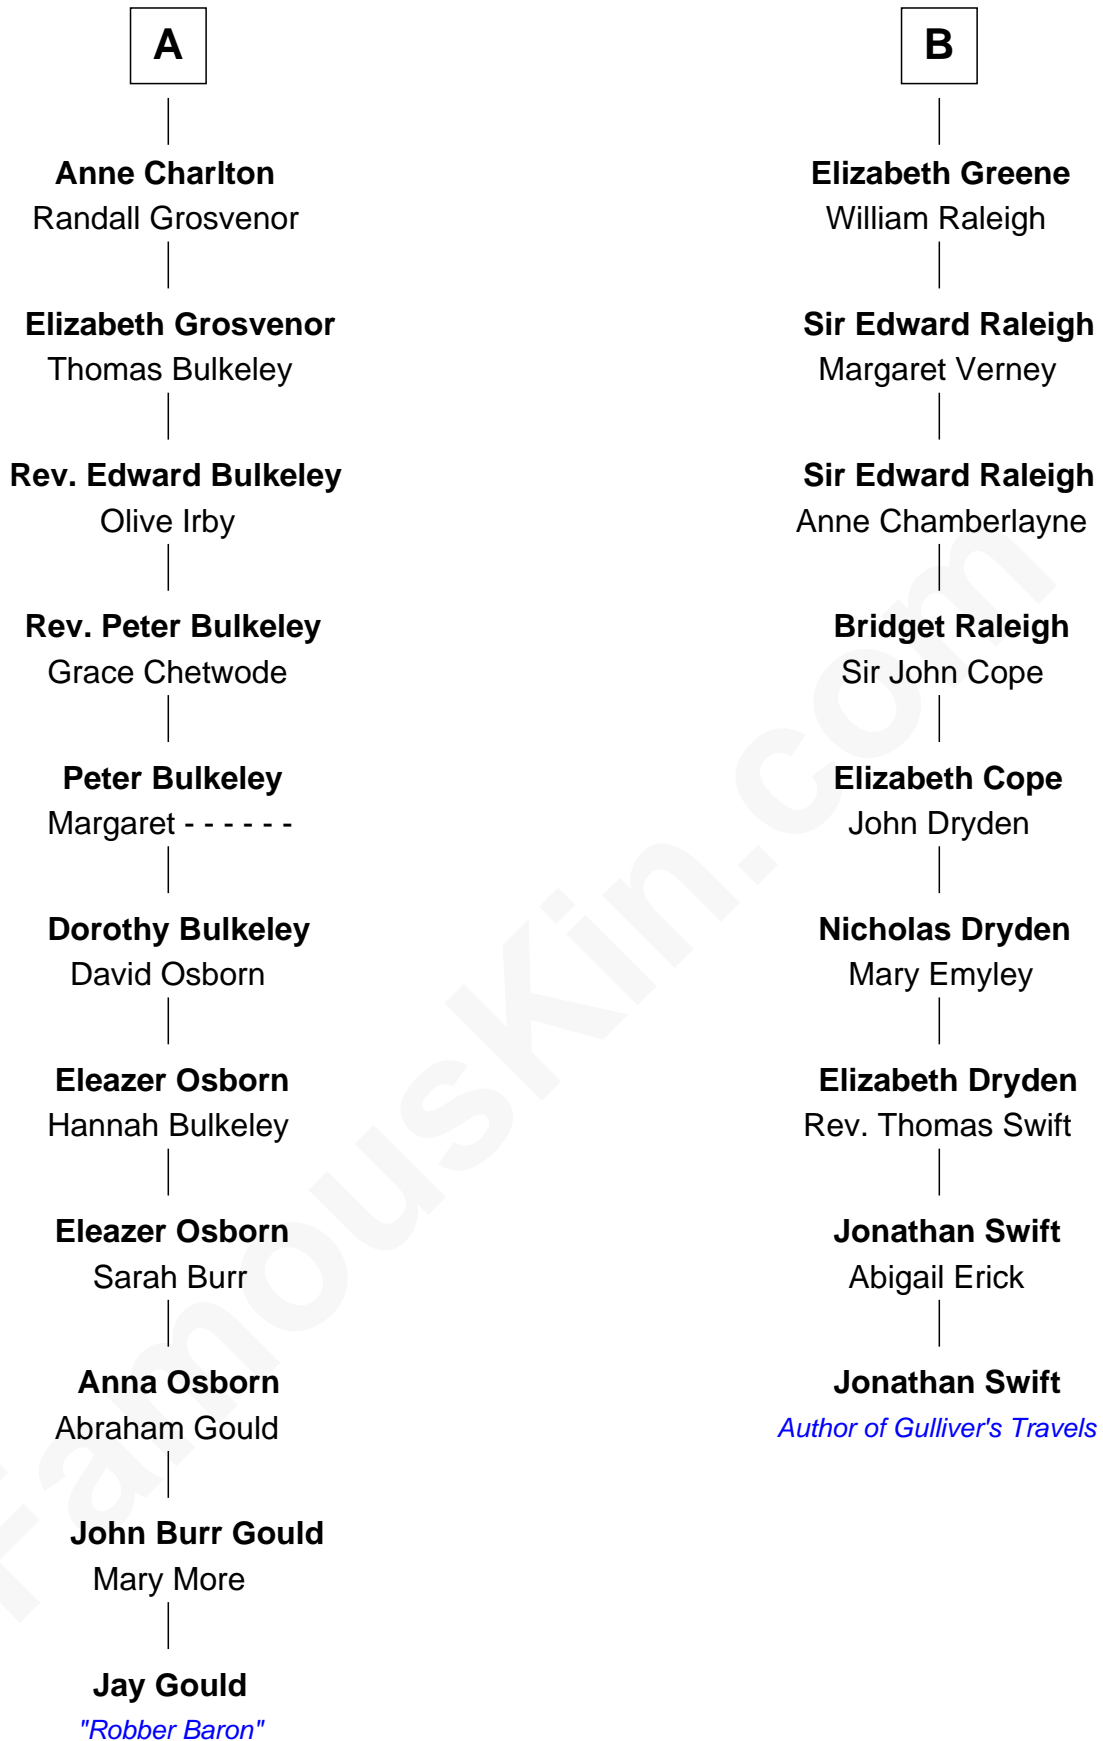 A
Anne Charlton
Randall Grosvenor
Elizabeth Grosvenor
Thomas Bulkeley
Rev. Edward Bulkeley
Olive Irby
Rev. Peter Bulkeley
Grace Chetwode
Peter Bulkeley
Margaret - - - - - -
Dorothy Bulkeley
David Osborn
Eleazer Osborn
Hannah Bulkeley
Eleazer Osborn
Sarah Burr
Anna Osborn
Abraham Gould
John Burr Gould
Mary More
Jay Gould
"Robber Baron"
B
Elizabeth Greene
William Raleigh
Sir Edward Raleigh
Margaret Verney
Sir Edward Raleigh
Anne Chamberlayne
Bridget Raleigh
Sir John Cope
Elizabeth Cope
John Dryden
Nicholas Dryden
Mary Emyley
Elizabeth Dryden
Rev. Thomas Swift
Jonathan Swift
Abigail Erick
Jonathan Swift
Author of Gulliver's Travels
FamousKin.com